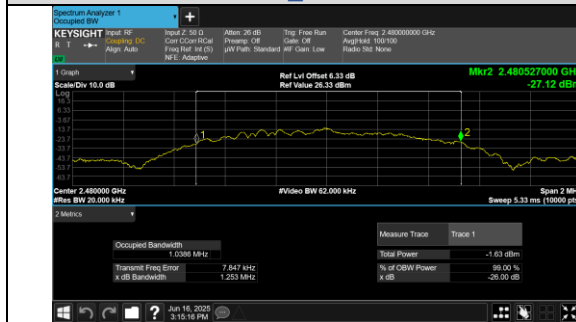 Spectrum Analyzer 1
Occupied BW
+
KEYSIGHT Input: RF Input Z: 50 Ω Atten: 26 dB Trig: Free Run Center Freq: 2.480000000 GHz
R T Coupling: DC Corr CCorr RCal Preamp: Off Gate: Off Avg|Hold: 100/100
Align: Auto Freq Ref: Int (S) µW Path: Standard #IF Gain: Low Radio Std: None
NFE: Adaptive
1 Graph Ref Lvl Offset 6.33 dB Mkr2 2.480527000 GH
Scale/Div 10.0 dB Ref Value 26.33 dBm -27.12 dBm
Log
16.3
6.33
-3.67
-13.7
-23.7
-33.7
-43.7
-53.7
-63.7
1
2
Center 2.480000 GHz #Video BW 62.000 kHz Span 2 MH
#Res BW 20.000 kHz Sweep 5.33 ms (10000 pts
2 Metrics
Measure Trace Trace 1
Occupied Bandwidth
1.0386 MHz Total Power -1.63 dBm
Transmit Freq Error 7.847 kHz % of OBW Power 99.00 %
x dB Bandwidth 1.253 MHz x dB -26.00 dB
? Jun 16, 2025
3:15:16 PM